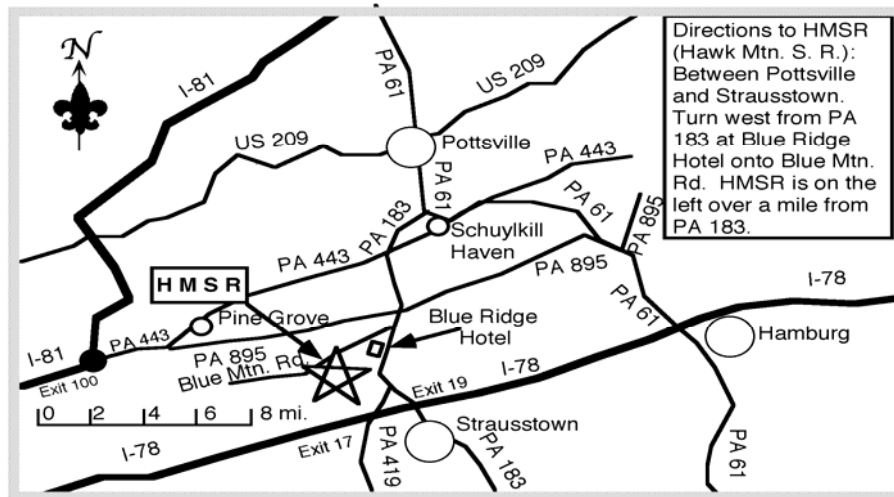 N
I-81
PA 61
US 209
Directions to HMSR
(Hawk Mtn. S. R.):
Between Pottsville
and Strausstown.
Turn west from PA
183 at Blue Ridge
Hotel onto Blue Mtn.
Rd. HMSR is on the
left over a mile from
PA 183.
US 209
Pottsville
PA 443
PA 61
PA 183
PA 61
PA 895
Schuylkill
Haven
PA 443
PA 895
HMSR
I-78
PA 61
Pine Grove
Blue Ridge
Hotel
Hamburg
PA 443
I-81
PA 895
Blue Mtn. Rd.
I-78
Exit 100
Exit 19
0 2 4 6 8 mi.
Strausstown
I-78
Exit 17
PA 419
PA 183
PA 61